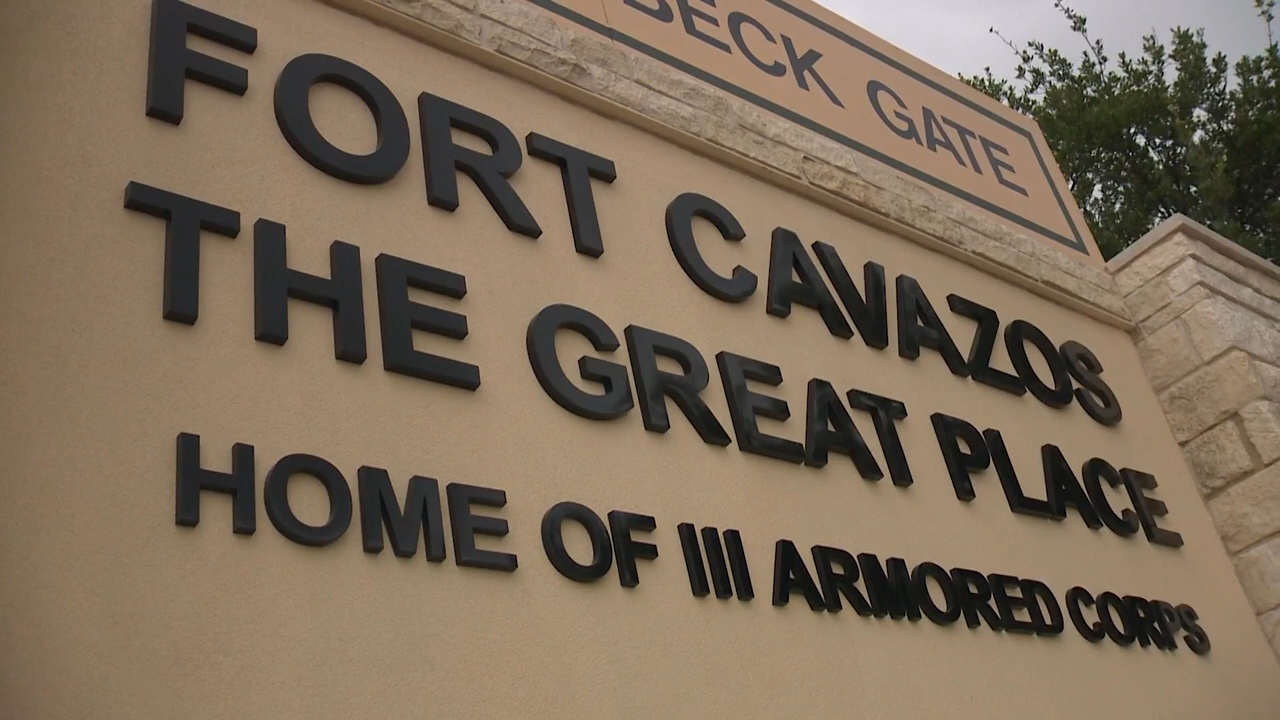 BECK GATE
FORT CAVAZOS
THE GREAT PLACE
HOME OF III ARMORED CORPS